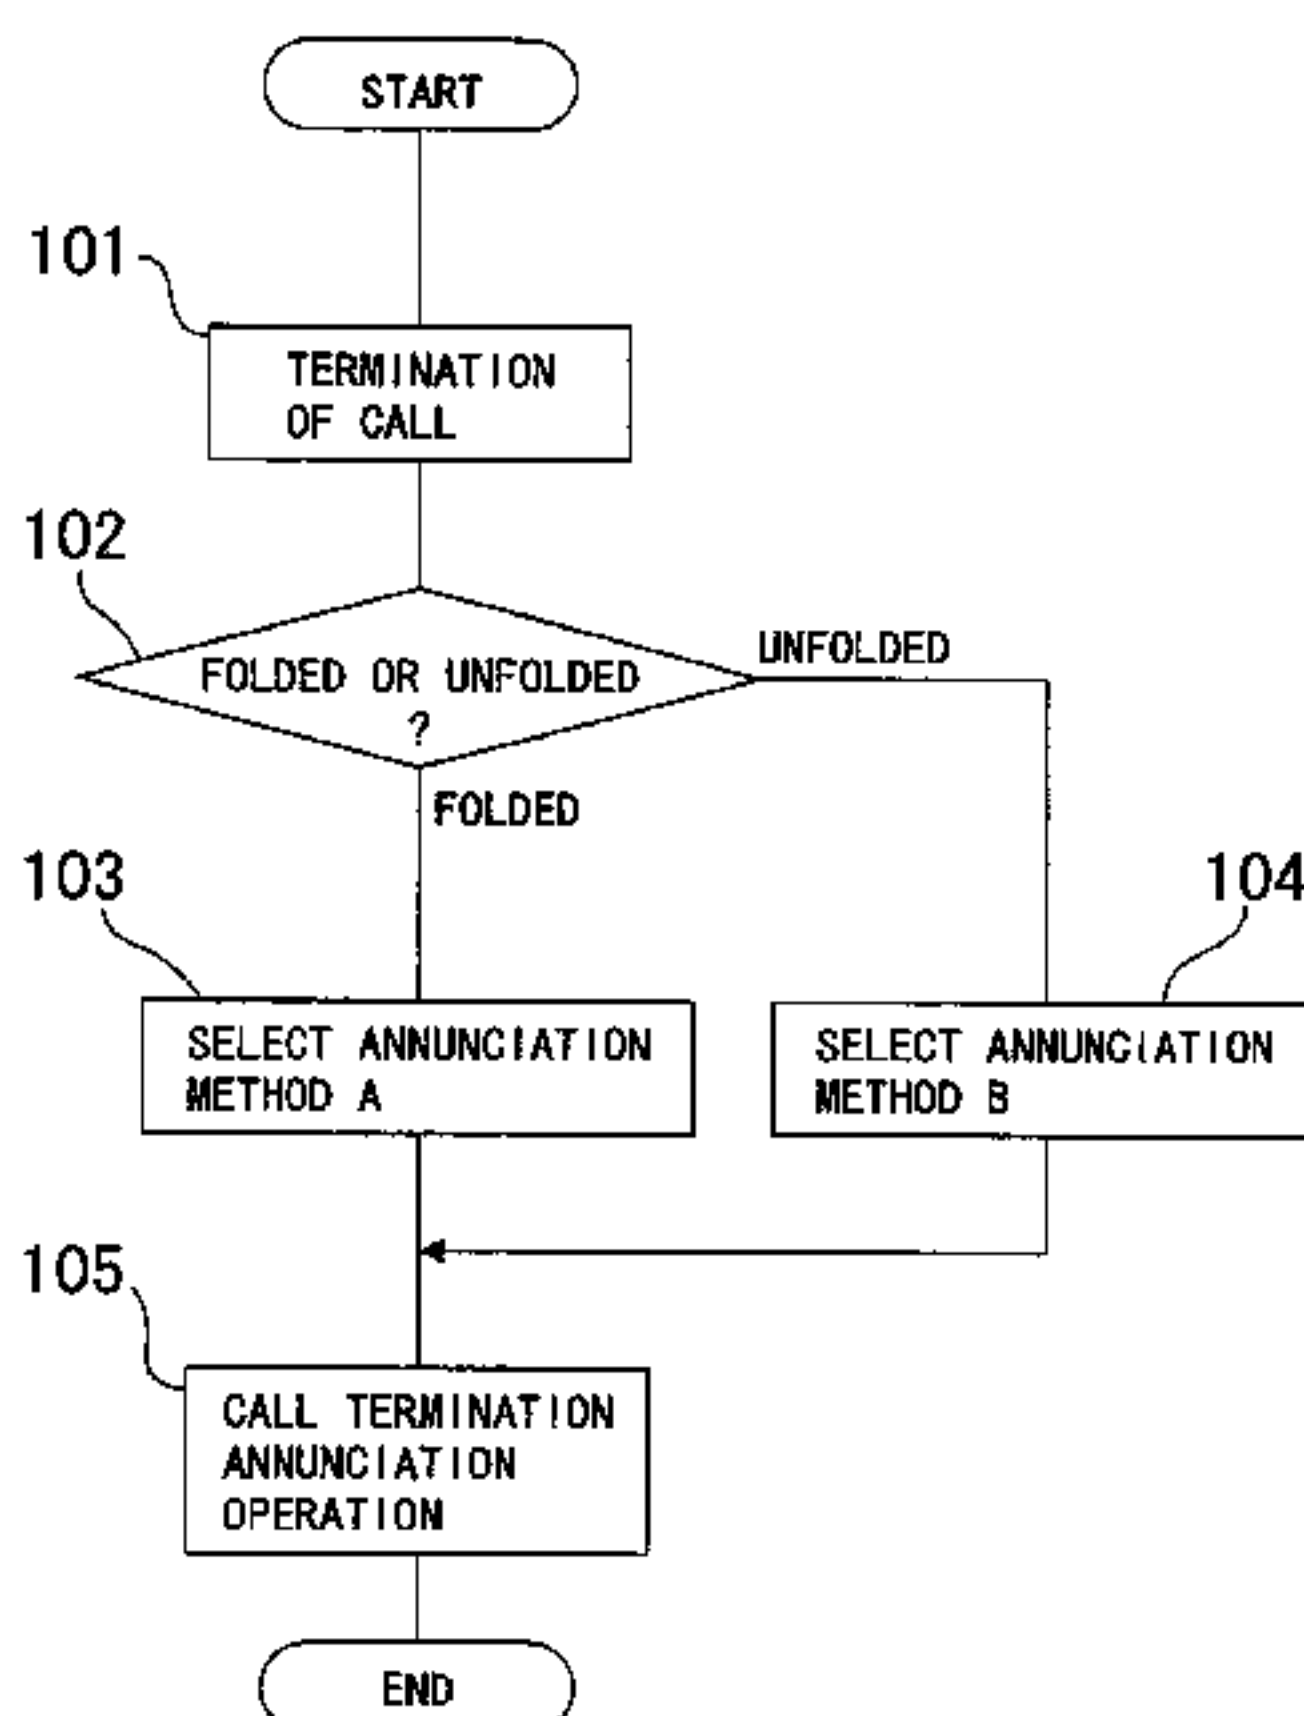 START
101
TERMINATION
OF CALL
102
FOLDED OR UNFOLDED
?
UNFOLDED
FOLDED
103
104
SELECT ANNUNCIATION
METHOD A
SELECT ANNUNCIATION
METHOD B
105
CALL TERMINATION
ANNUNCIATION
OPERATION
END